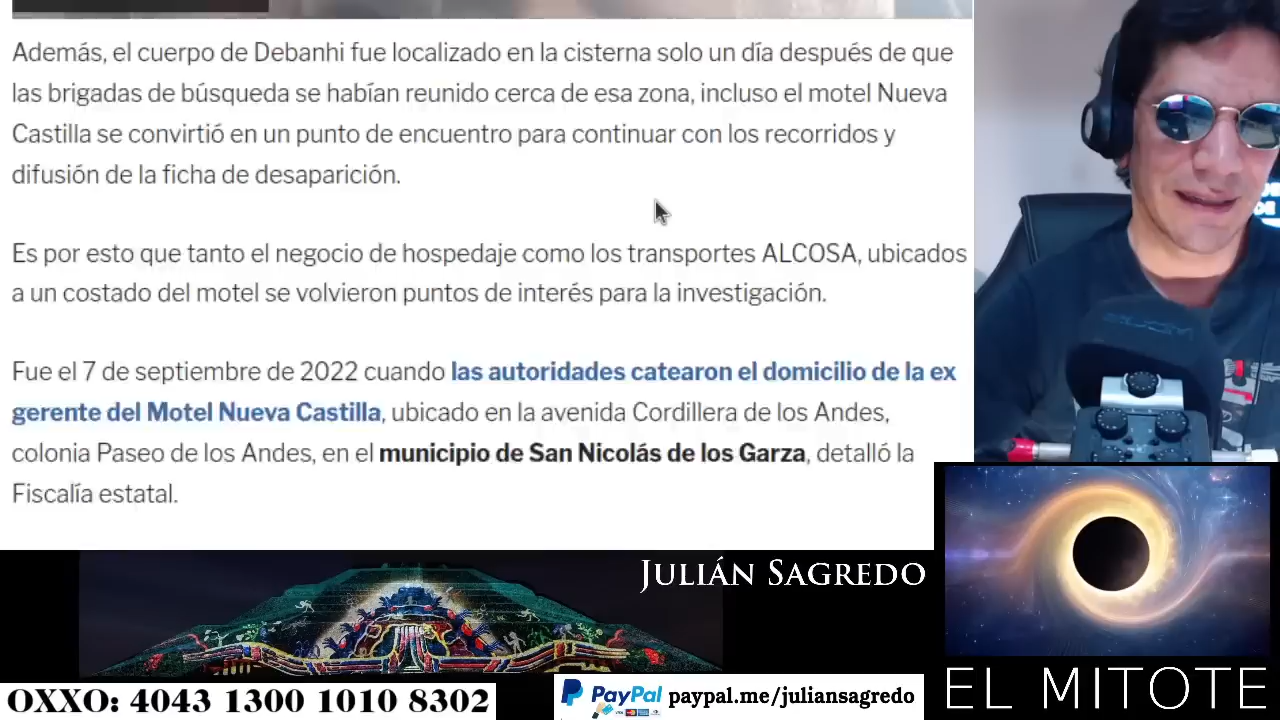 Además, el cuerpo de Debanhi fue localizado en la cisterna solo un día después de que
las brigadas de búsqueda se habían reunido cerca de esa zona, incluso el motel Nueva
Castilla se convirtió en un punto de encuentro para continuar con los recorridos y
difusión de la ficha de desaparición.
Es por esto que tanto el negocio de hospedaje como los transportes ALCOSA, ubicados
a un costado del motel se volvieron puntos de interés para la investigación.
Fue el 7 de septiembre de 2022 cuando las autoridades catearon el domicilio de la ex
gerente del Motel Nueva Castilla, ubicado en la avenida Cordillera de los Andes,
colonia Paseo de los Andes, en el municipio de San Nicolás de los Garza, detalló la
Fiscalía estatal.
JULIÁN SAGREDO
EL MITOTE
OXXO: 4043 1300 1010 8302
PayPal paypal.me/juliansagredo